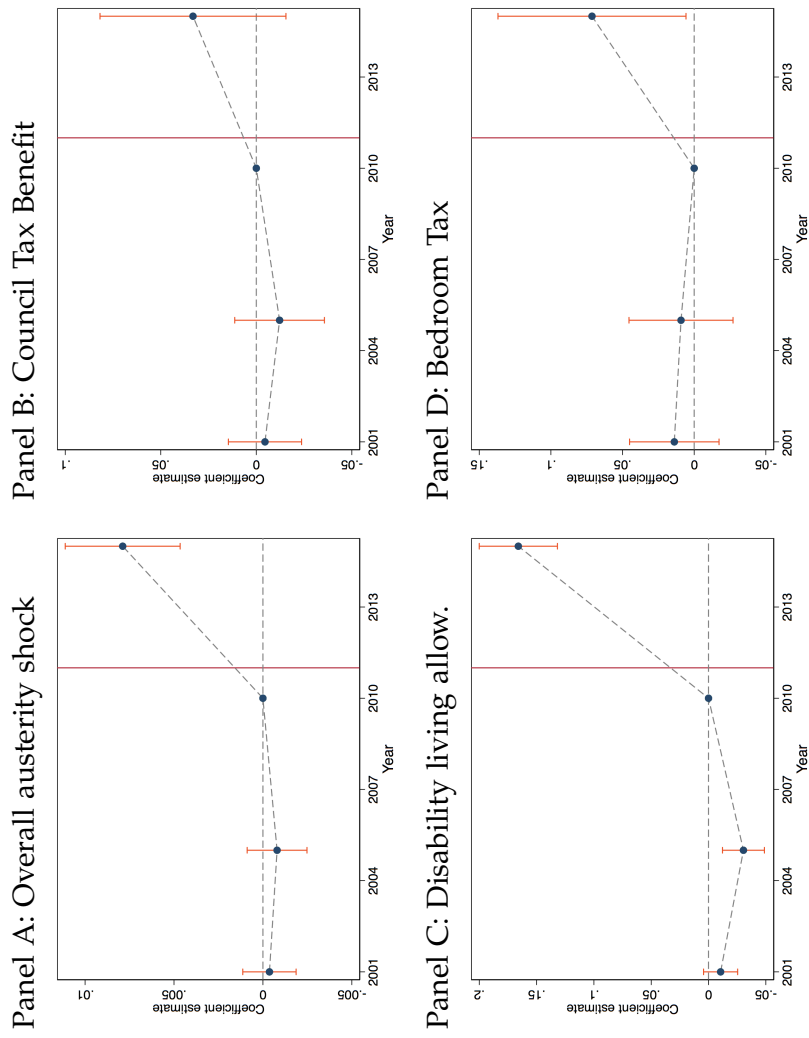 Panel A: Overall austerity shock
Coefficient estimate
.01
.005
0
-.005
2001 2004 2007 2010 2013
Year
Panel B: Council Tax Benefit
Coefficient estimate
.1
.05
0
-.05
2001 2004 2007 2010 2013
Year
Panel C: Disability living allow.
Coefficient estimate
.2
.15
.1
.05
0
-.05
2001 2004 2007 2010 2013
Year
Panel D: Bedroom Tax
Coefficient estimate
.15
.1
.05
0
-.05
2001 2004 2007 2010 2013
Year